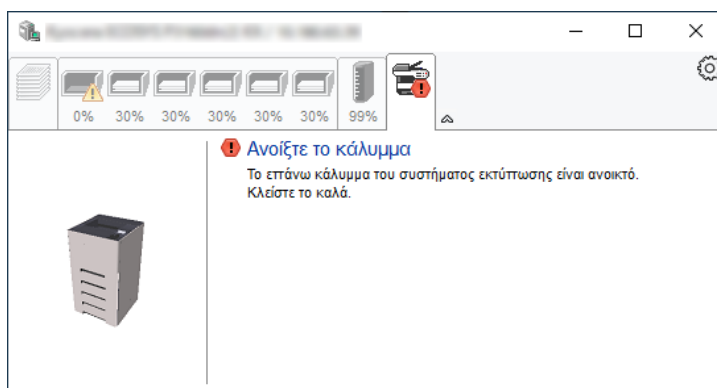 0% 30% 30% 30% 30% 30% 99%
Ανοίξτε το κάλυμμα
Το επάνω κάλυμμα του συστήματος εκτύπωσης είναι ανοικτό.
Κλείστε το καλά.